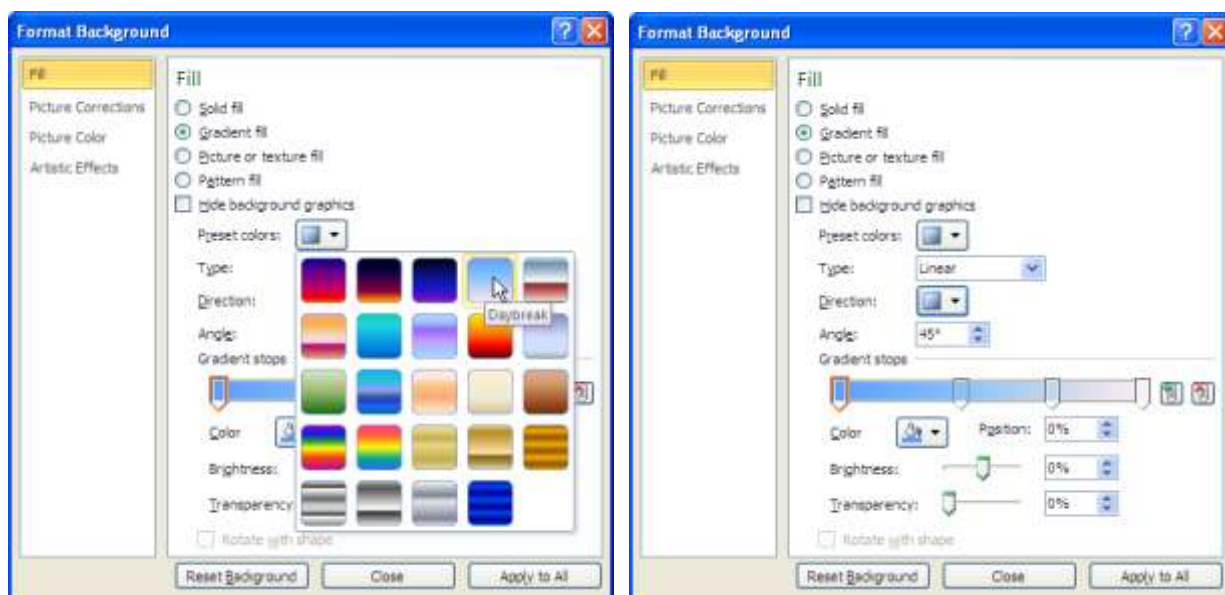 Format Background
Fill
Picture Corrections
Picture Color
Artistic Effects
Fill
Solid fill
Gradient fill
Picture or texture fill
Pattern fill
Hide background graphics
Preset colors:
Type:
Direction:
Angle:
Gradient stops
Color
Brightness:
Transparency
Rotate with shape
Daybreak
Reset Background
Close
Apply to All
Format Background
Fill
Picture Corrections
Picture Color
Artistic Effects
Fill
Solid fill
Gradient fill
Picture or texture fill
Pattern fill
Hide background graphics
Preset colors:
Type: Linear
Direction:
Angle: 45°
Gradient stops
Color Position: 0%
Brightness: 0%
Transparency: 0%
Rotate with shape
Reset Background
Close
Apply to All